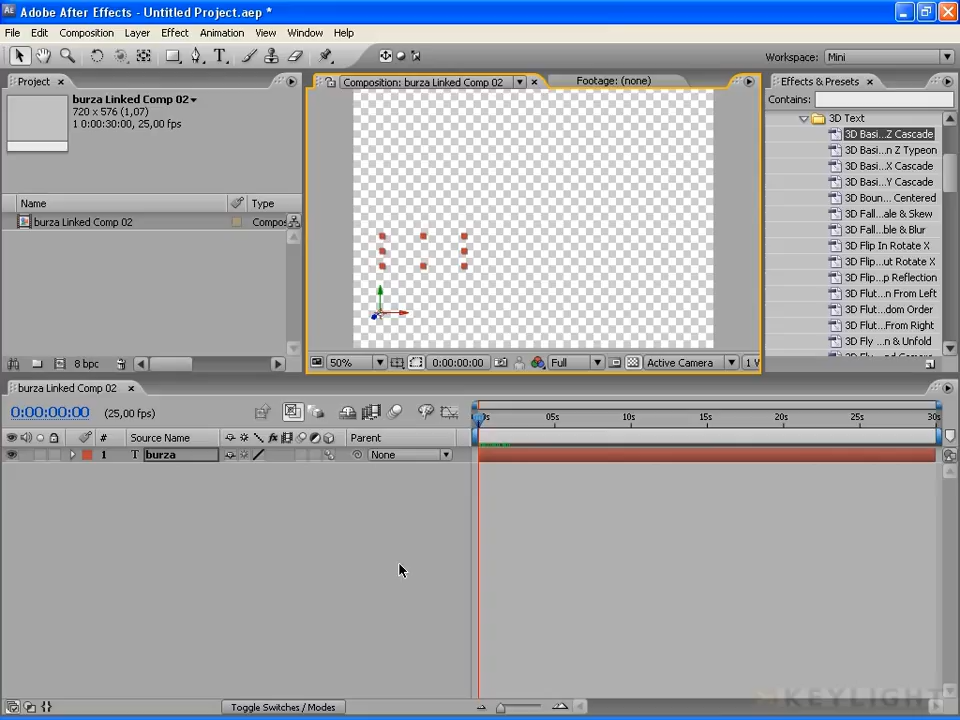 Adobe After Effects - Untitled Project.aep *
File Edit Composition Layer Effect Animation View Window Help
Workspace: Mini
Project
burza Linked Comp 02
720 x 576 (1,07)
1 0:00:30:00, 25,00 fps
Name Type
burza Linked Comp 02 Compos
8 bpc
Composition: burza Linked Comp 02
Footage: (none)
50% 0:00:00:00 Full Active Camera 1 V
Effects & Presets
Contains:
3D Text
3D Basi...Z Cascade
3D Basi...n Z Typeon
3D Basi...X Cascade
3D Basi...Y Cascade
3D Boun... Centered
3D Fall...ale & Skew
3D Fall...ble & Blur
3D Flip In Rotate X
3D Flip...ut Rotate X
3D Flip...p Reflection
3D Flut...n From Left
3D Flut...dom Order
3D Flut...From Right
3D Fly ...n & Unfold
burza Linked Comp 02
0:00:00:00 (25,00 fps)
0s 05s 10s 15s 20s 25s 30s
# Source Name Parent
1 T burza None
Toggle Switches / Modes
KEYLIGHT